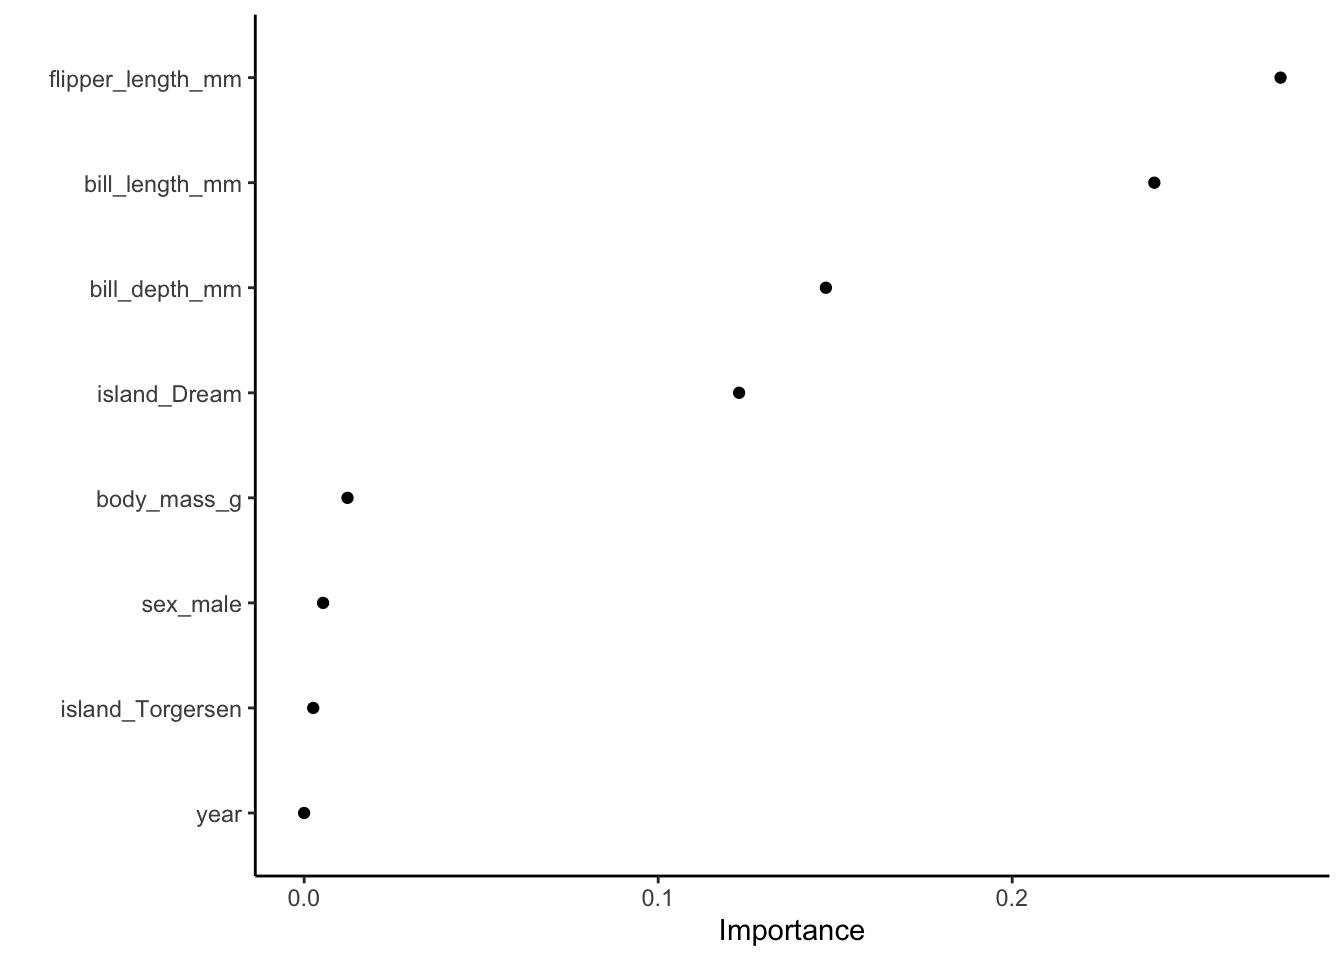 flipper_length_mm
bill_length_mm
bill_depth_mm
island_Dream
body_mass_g
sex_male
island_Torgersen
year
0.0 0.1 0.2
Importance